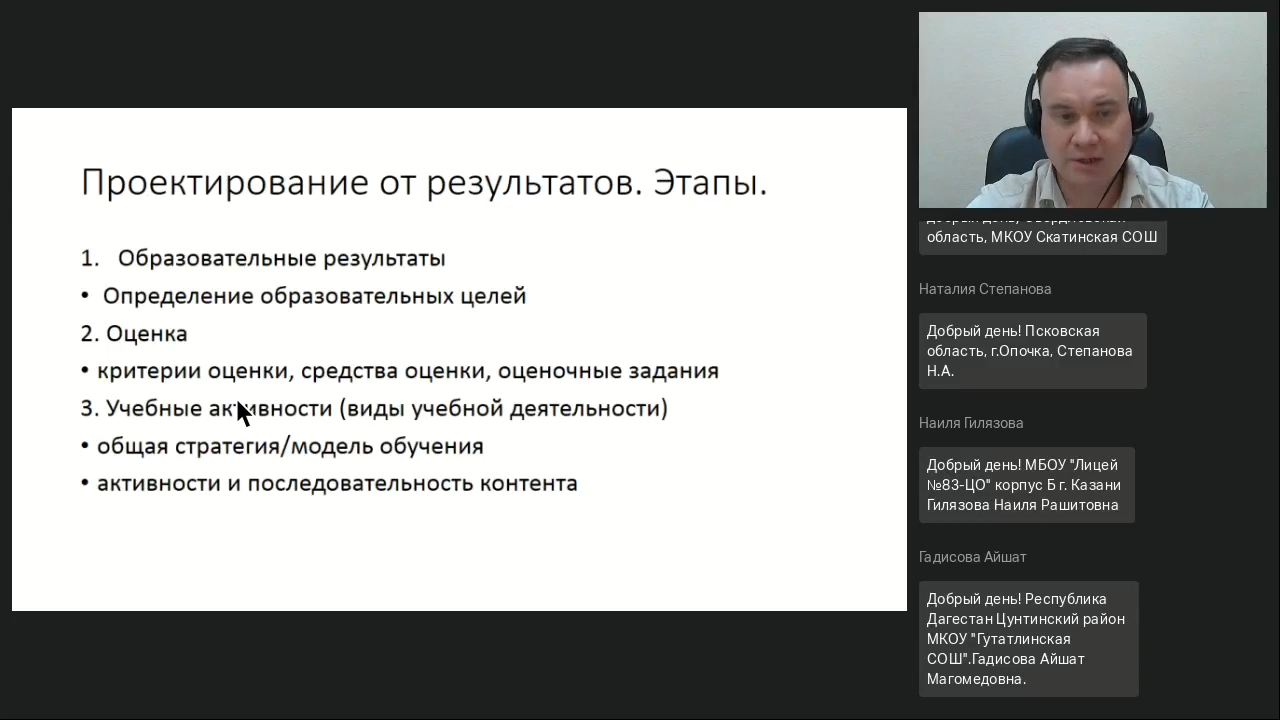 Проектирование от результатов. Этапы.
1. Образовательные результаты
• Определение образовательных целей
2. Оценка
• критерии оценки, средства оценки, оценочные задания
3. Учебные активности (виды учебной деятельности)
• общая стратегия/модель обучения
• активности и последовательность контента
область, МКОУ Скатинская СОШ
Наталия Степанова
Добрый день! Псковская
область, г.Опочка, Степанова
Н.А.
Наиля Гилязова
Добрый день! МБОУ "Лицей
№83-ЦО" корпус Б г. Казани
Гилязова Наиля Рашитовна
Гадисова Айшат
Добрый день! Республика
Дагестан Цунтинский район
МКОУ "Гутатлинская
СОШ".Гадисова Айшат
Магомедовна.